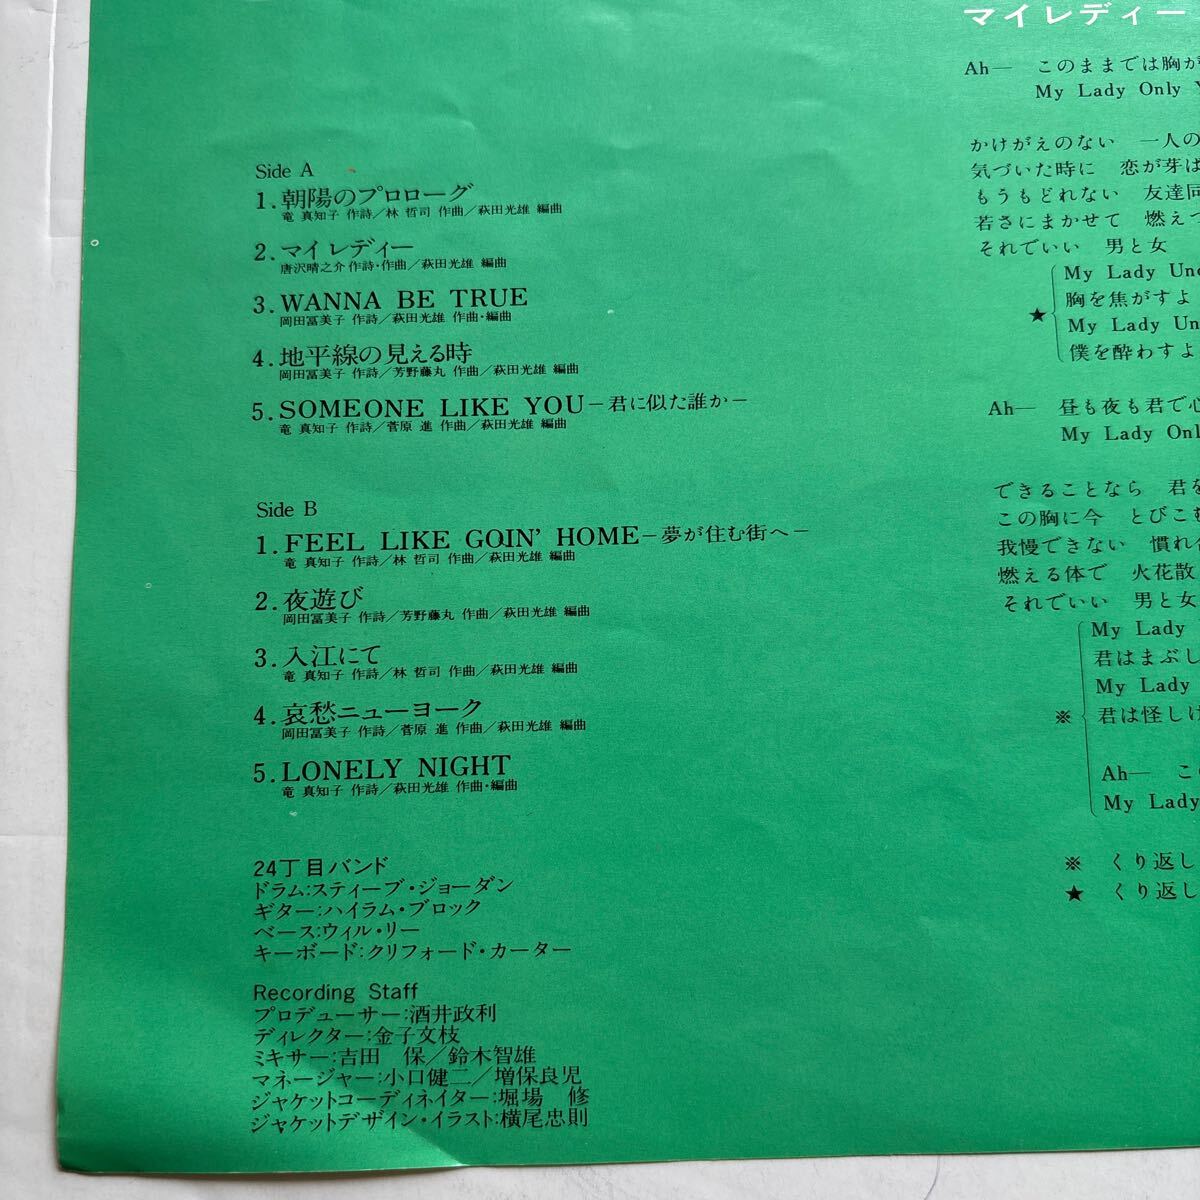 Side A
1.朝陽のプロローグ
竜 真知子 作詩／林 哲司 作曲／萩田光雄 編曲
2.マイ レディー
唐沢晴之介 作詩・作曲／萩田光雄 編曲
3.WANNA BE TRUE
岡田冨美子 作詩／萩田光雄 作曲・編曲
4.地平線の見える時
岡田冨美子 作詩／芳野藤丸 作曲／萩田光雄 編曲
5.SOMEONE LIKE YOU－君に似た誰か－
竜 真知子 作詩／菅原 進 作曲／萩田光雄 編曲
Side B
1.FEEL LIKE GOIN' HOME－夢が住む街へ－
竜 真知子 作詩／林 哲司 作曲／萩田光雄 編曲
2.夜遊び
岡田冨美子 作詩／芳野藤丸 作曲／萩田光雄 編曲
3.入江にて
竜 真知子 作詩／林 哲司 作曲／萩田光雄 編曲
4.哀愁ニューヨーク
岡田冨美子 作詩／菅原 進 作曲／萩田光雄 編曲
5.LONELY NIGHT
竜 真知子 作詩／萩田光雄 作曲・編曲
24丁目バンド
ドラム:スティーブ・ジョーダン
ギター:ハイラム・ブロック
ベース:ウィル・リー
キーボード:クリフォード・カーター
Recording Staff
プロデューサー:酒井政利
ディレクター:金子文枝
ミキサー:吉田 保／鈴木智雄
マネージャー:小口健二／増保良児
ジャケットコーディネイター:堀場 修
ジャケットデザイン・イラスト:横尾忠則
マイレディー
Ah— このままでは胸が
My Lady Only
かけがえのない 一人の
気づいた時に 恋が芽ば
もうもどれない 友達同
若さにまかせて 燃えつ
それでいい 男と女
My Lady Und
胸を焦がすよ
★ My Lady Un
僕を酔わすよ
Ah— 昼も夜も君で心
My Lady Onl
できることなら 君を
この胸に今 とびこむ
我慢できない 慣れ合
燃える体で 火花散
それでいい 男と女
My Lady
君はまぶし
My Lady
※ 君は怪しけ
Ah— この
My Lady
※ くり返し
★ くり返し